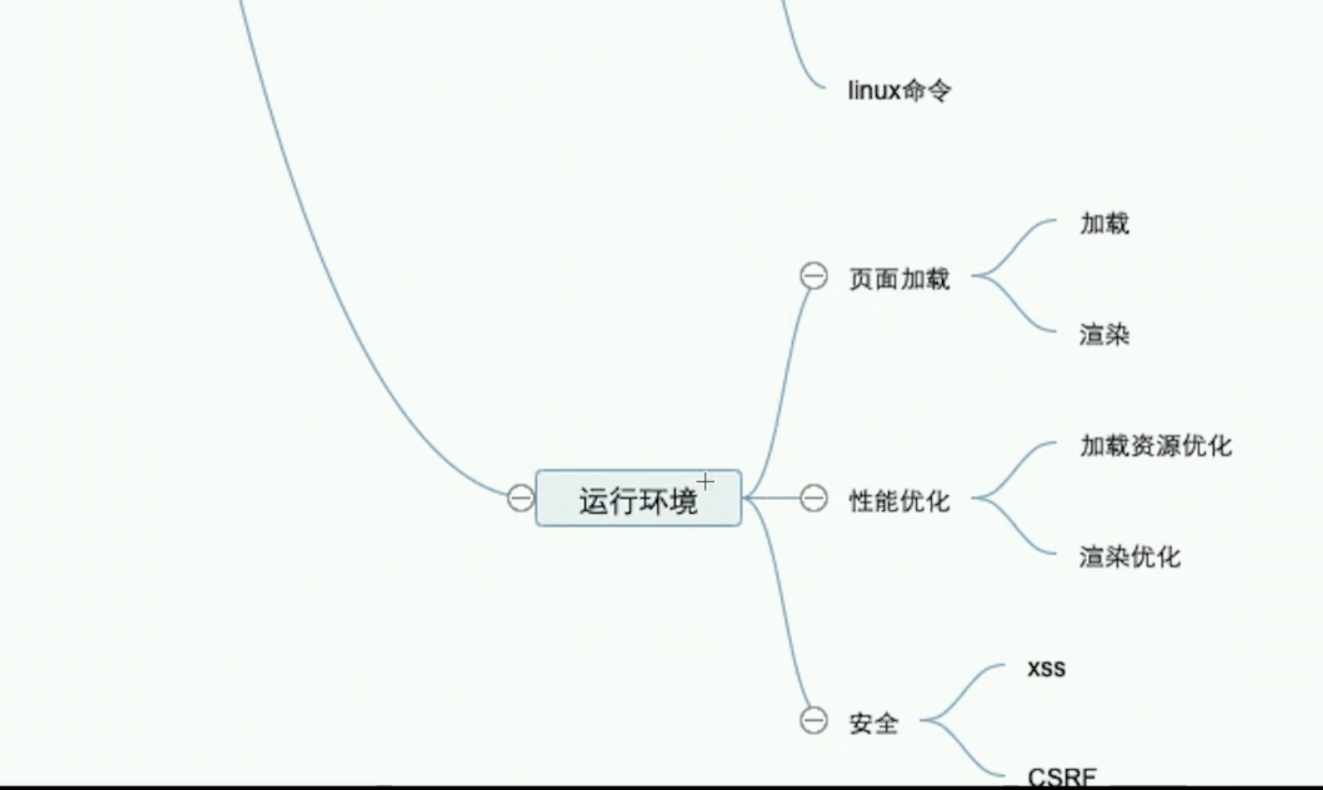 linux命令
加载
页面加载
渲染
加载资源优化
运行环境
性能优化
渲染优化
xss
安全
CSRF